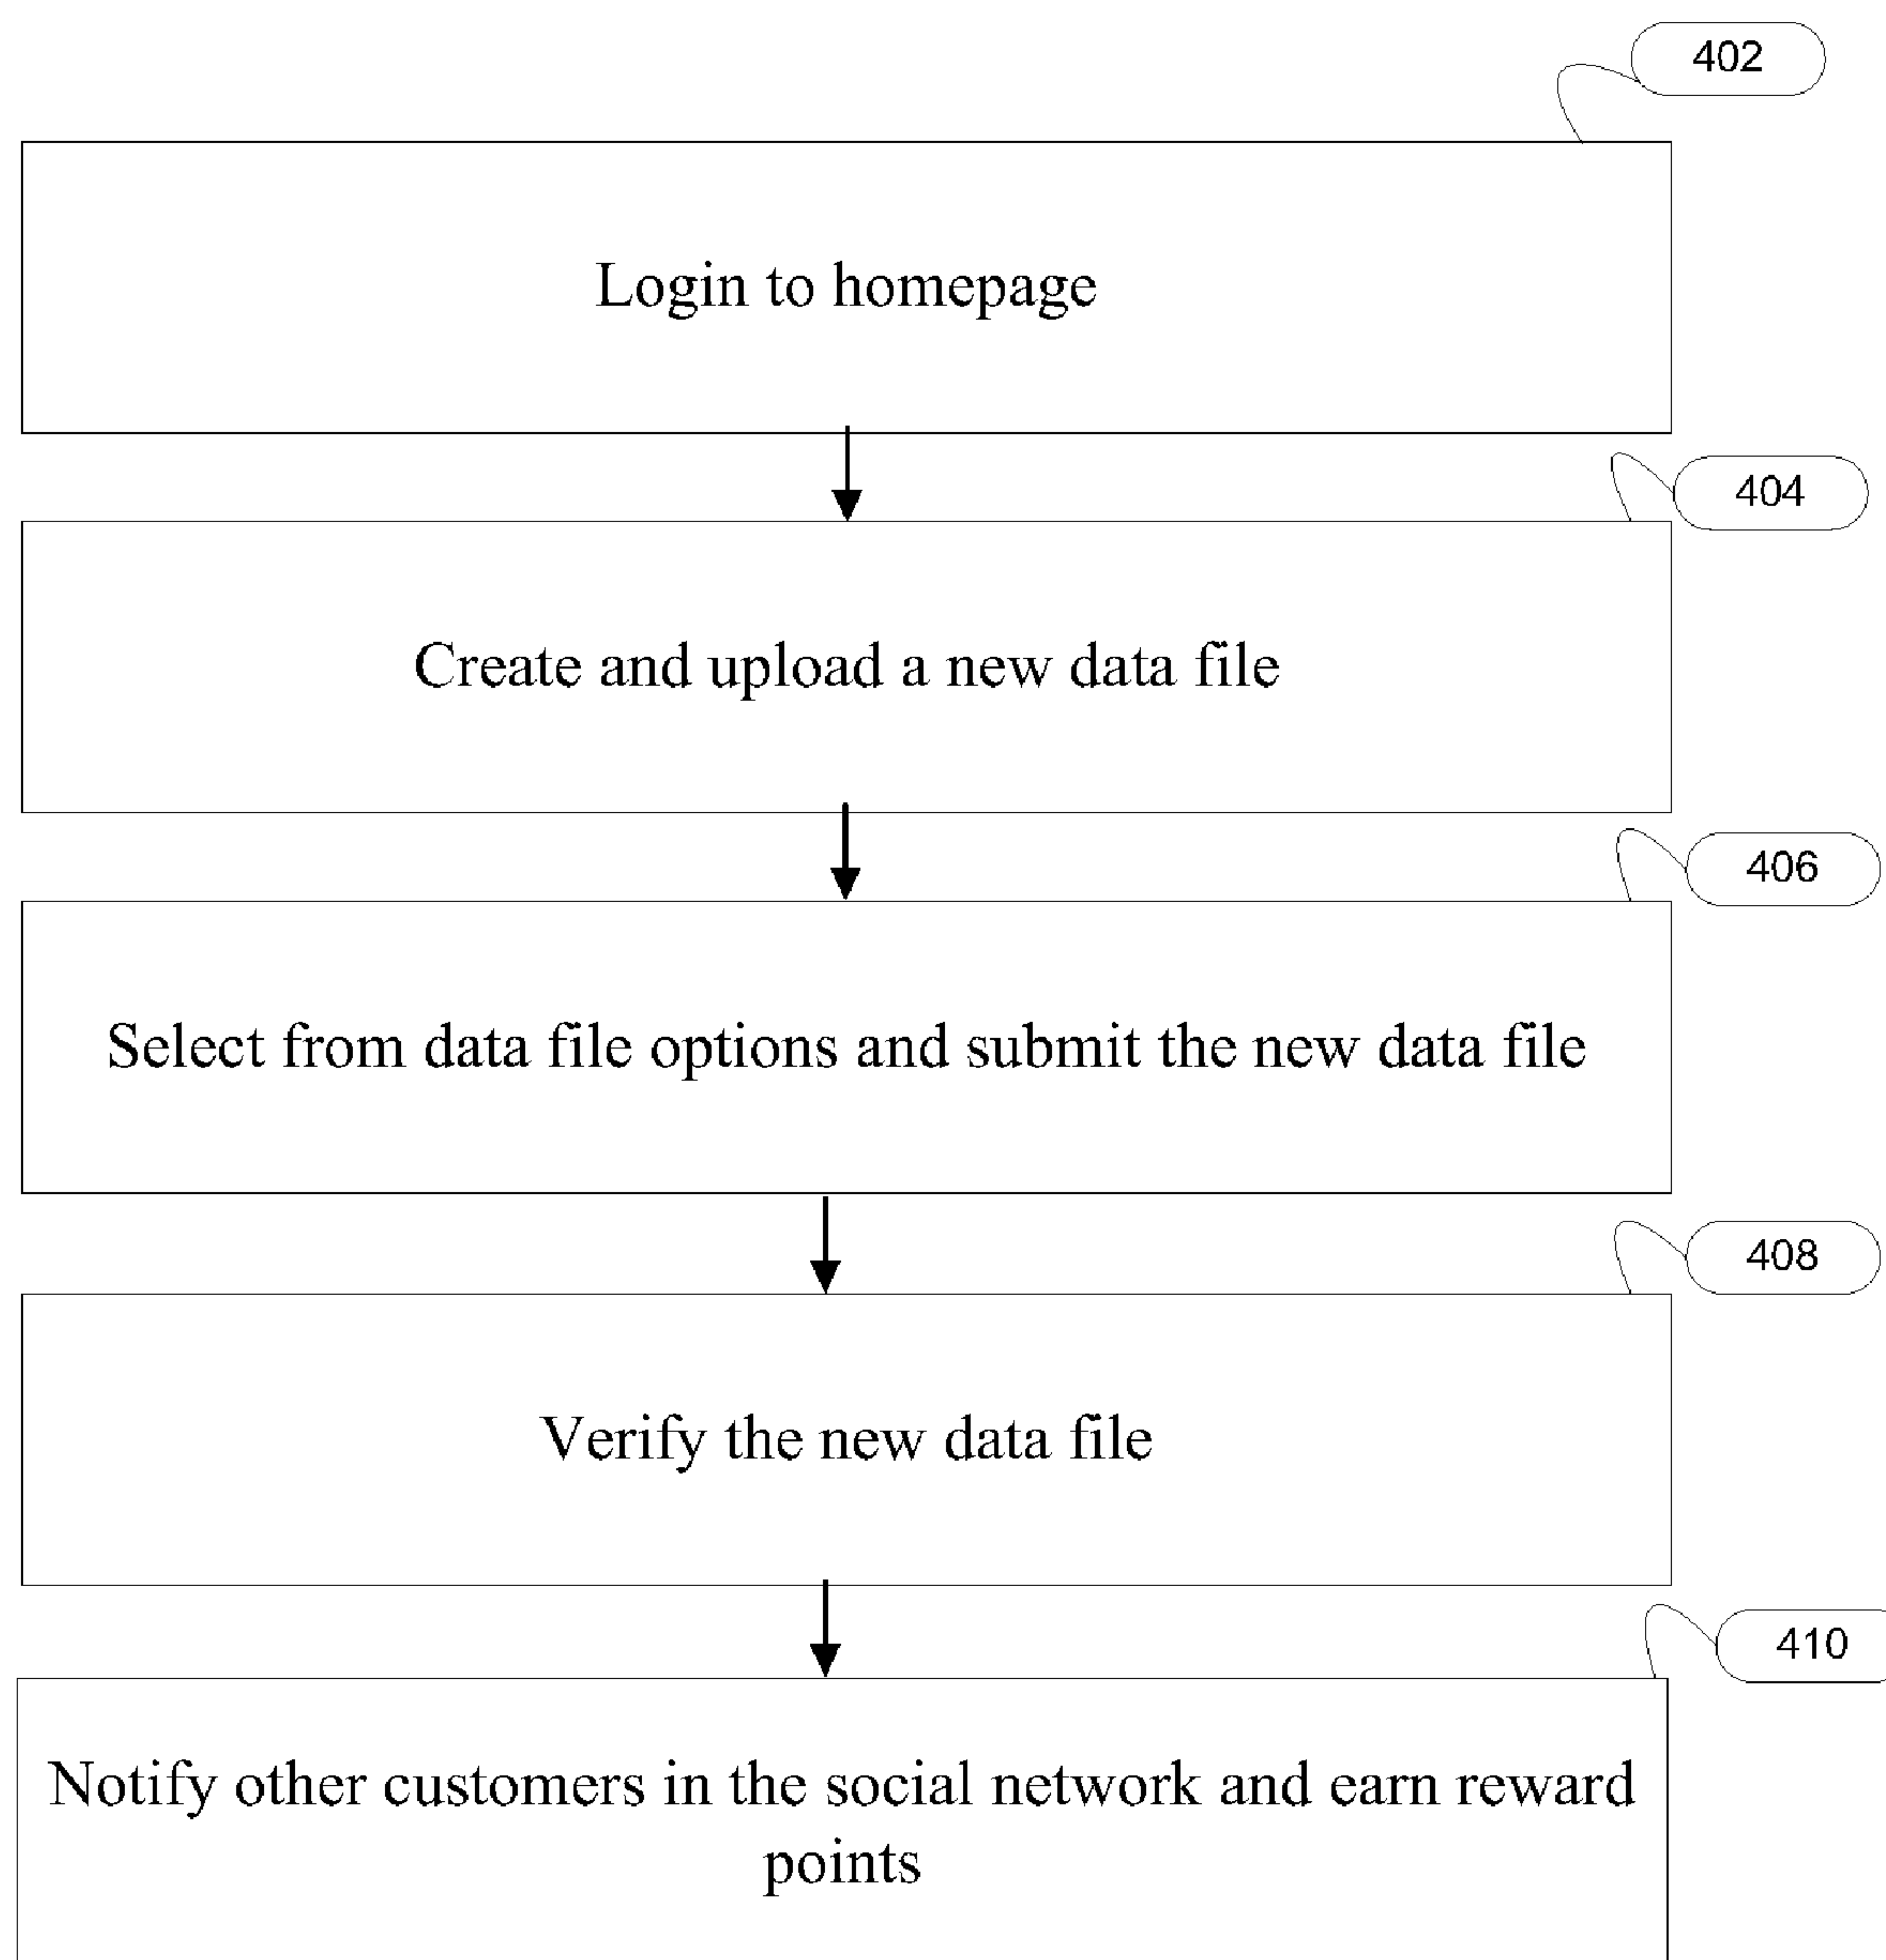 402
Login to homepage
404
Create and upload a new data file
406
Select from data file options and submit the new data file
408
Verify the new data file
410
Notify other customers in the social network and earn reward
points